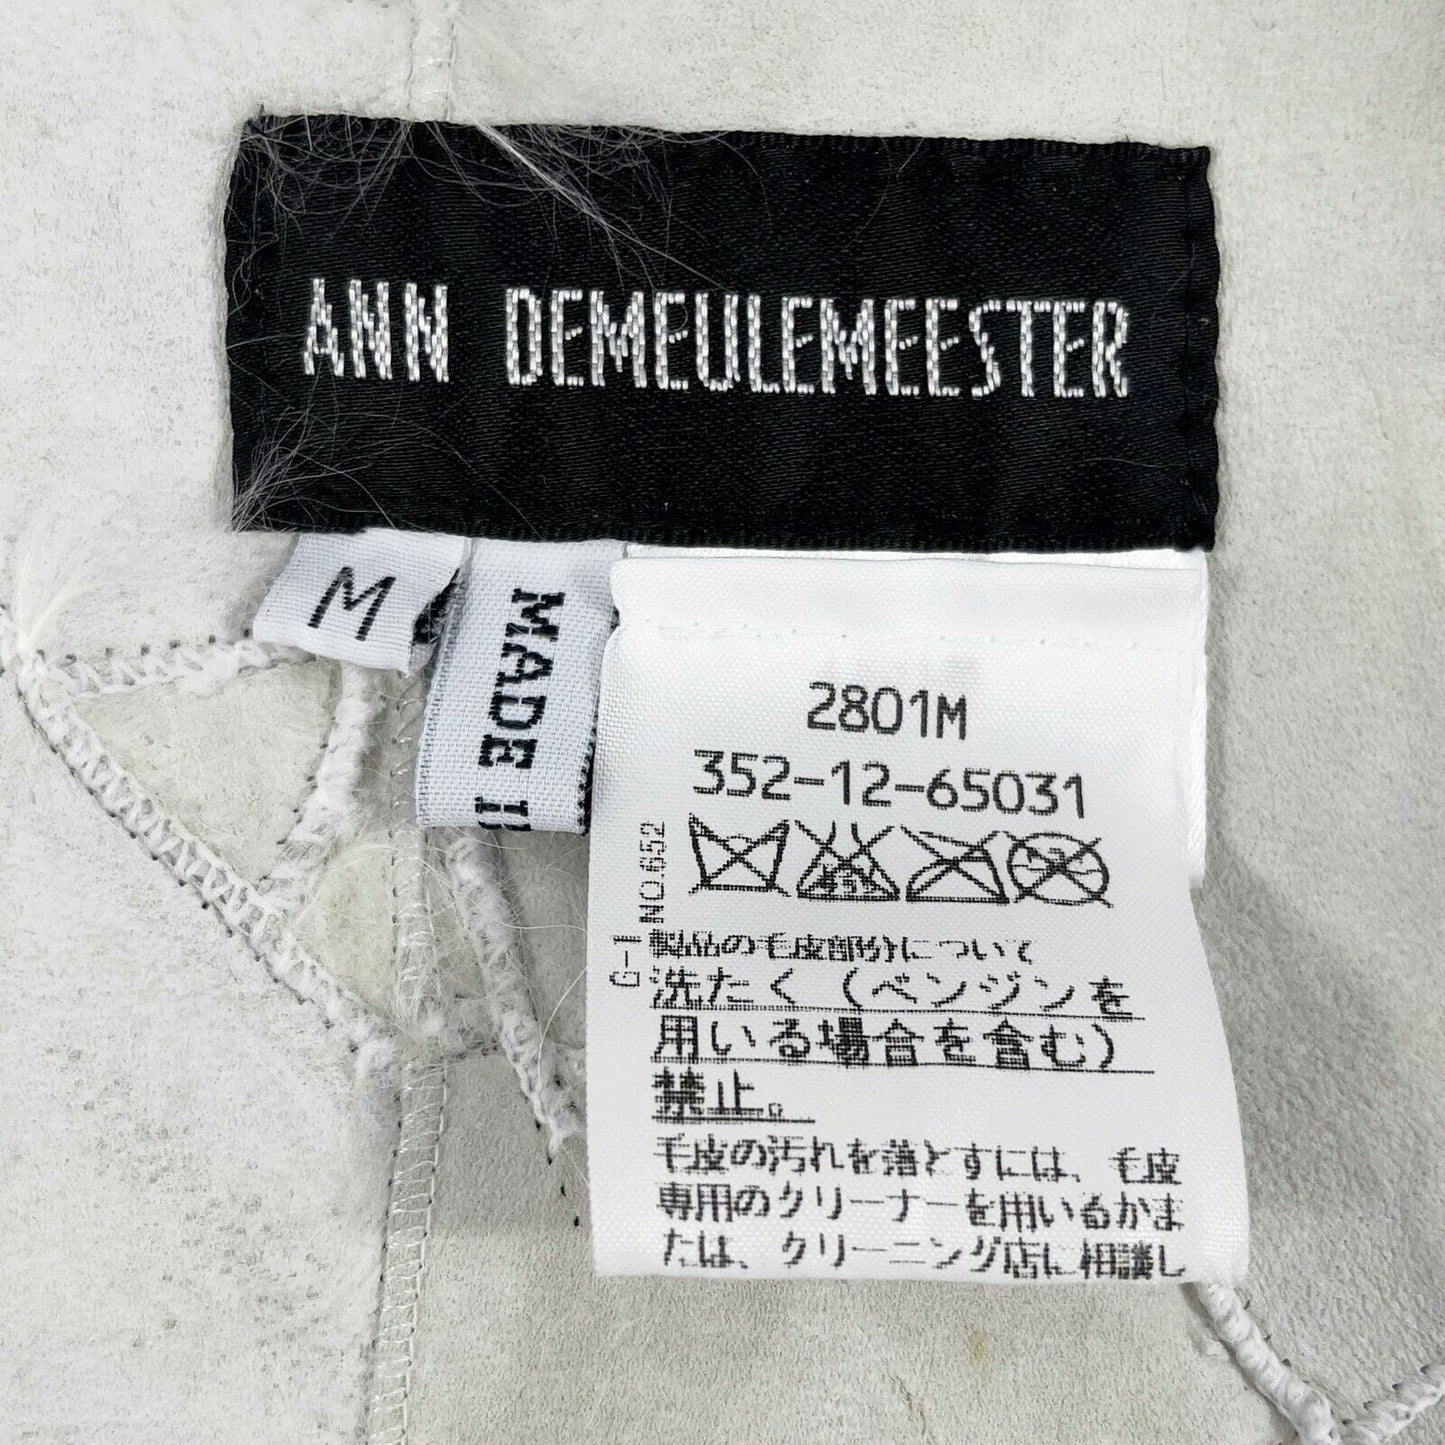 ANN DEMEULEMEESTER
M
MADE
2801M
352-12-65031
G-1 NO.652
製品の毛皮部分について
洗たく（ベンジンを
用いる場合を含む）
禁止。
毛皮の汚れを落とすには、毛皮
専用のクリーナーを用いるかま
たは、クリーニング店に相談し